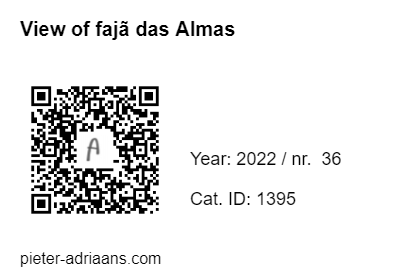 View of fajã das Almas
A
Year: 2022 / nr.  36
Cat. ID: 1395
pieter-adriaans.com